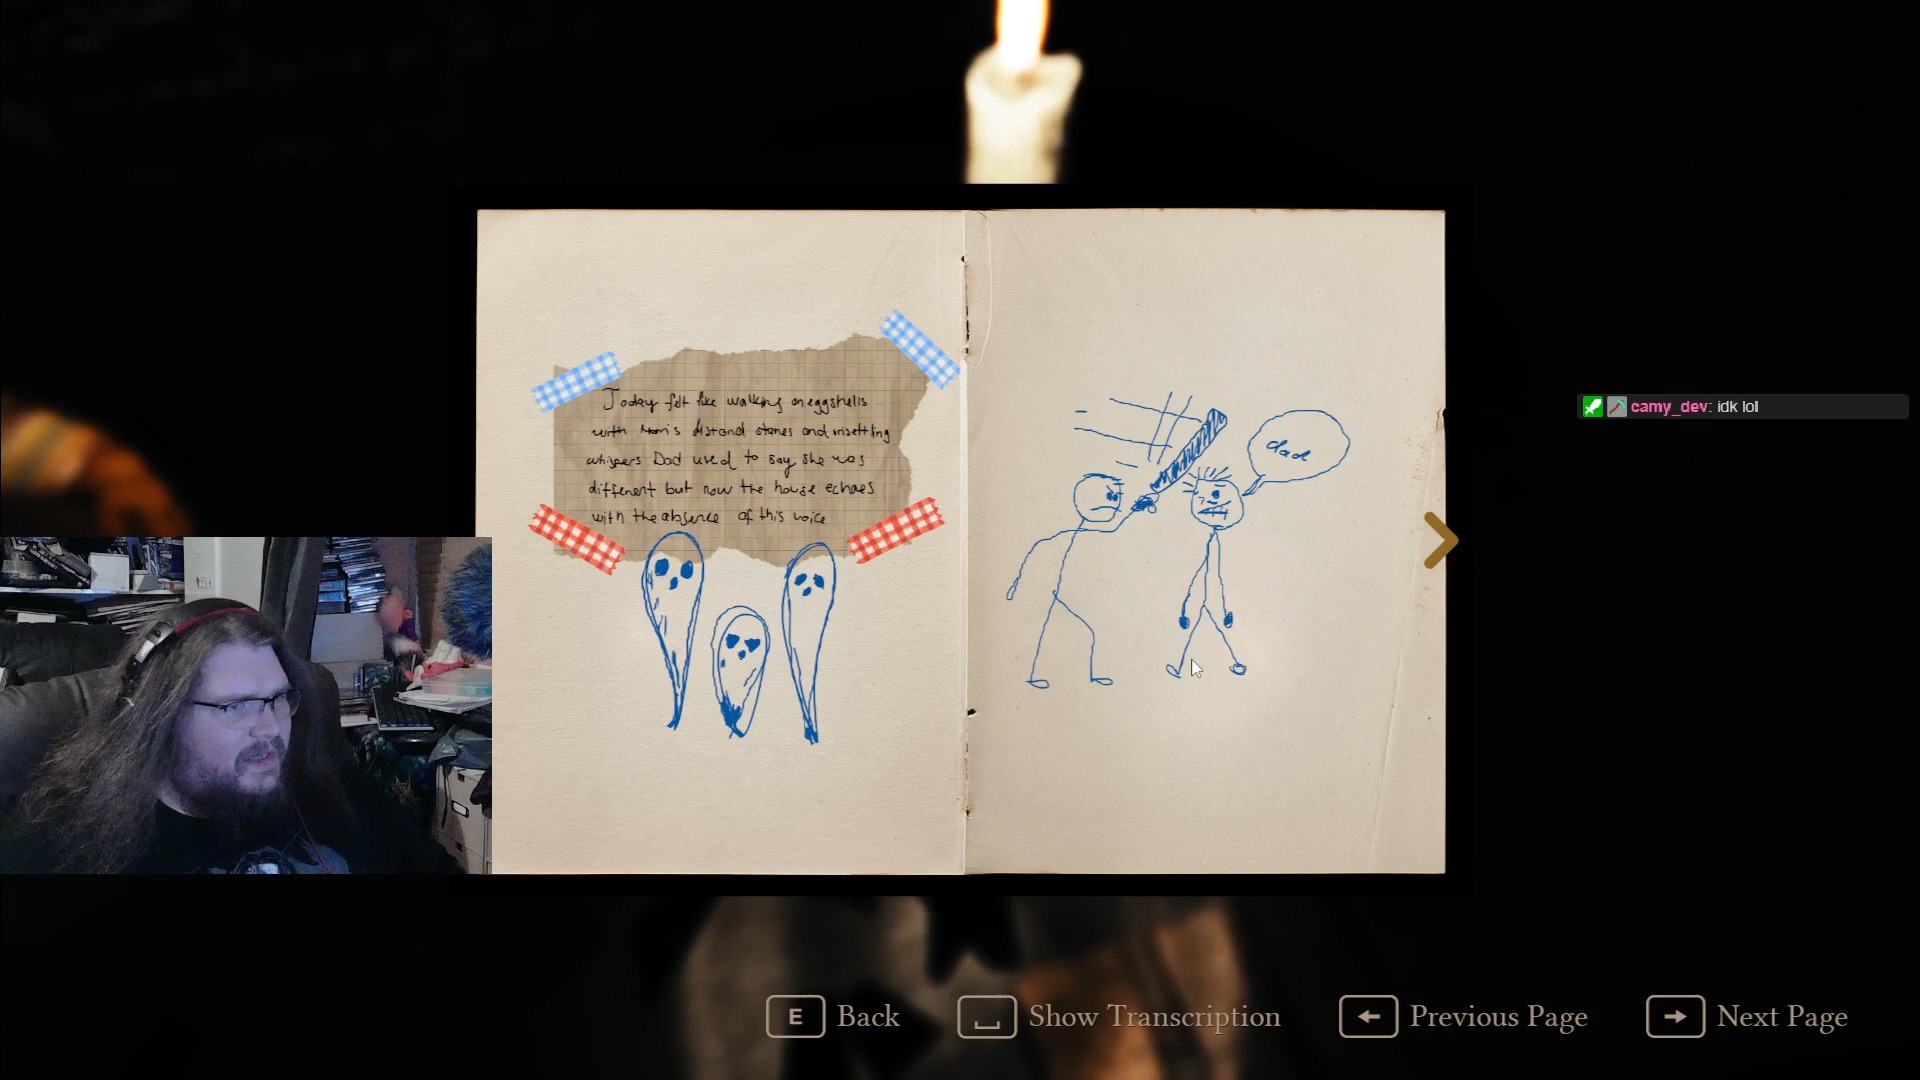 Today felt like walking on eggshells
with Mom's distand stares and unsettling
whispers. Dad used to say she was
different but now the house echoes
with the absence of this voice
dad
camy_dev: idk lol
E Back
Show Transcription
Previous Page
Next Page